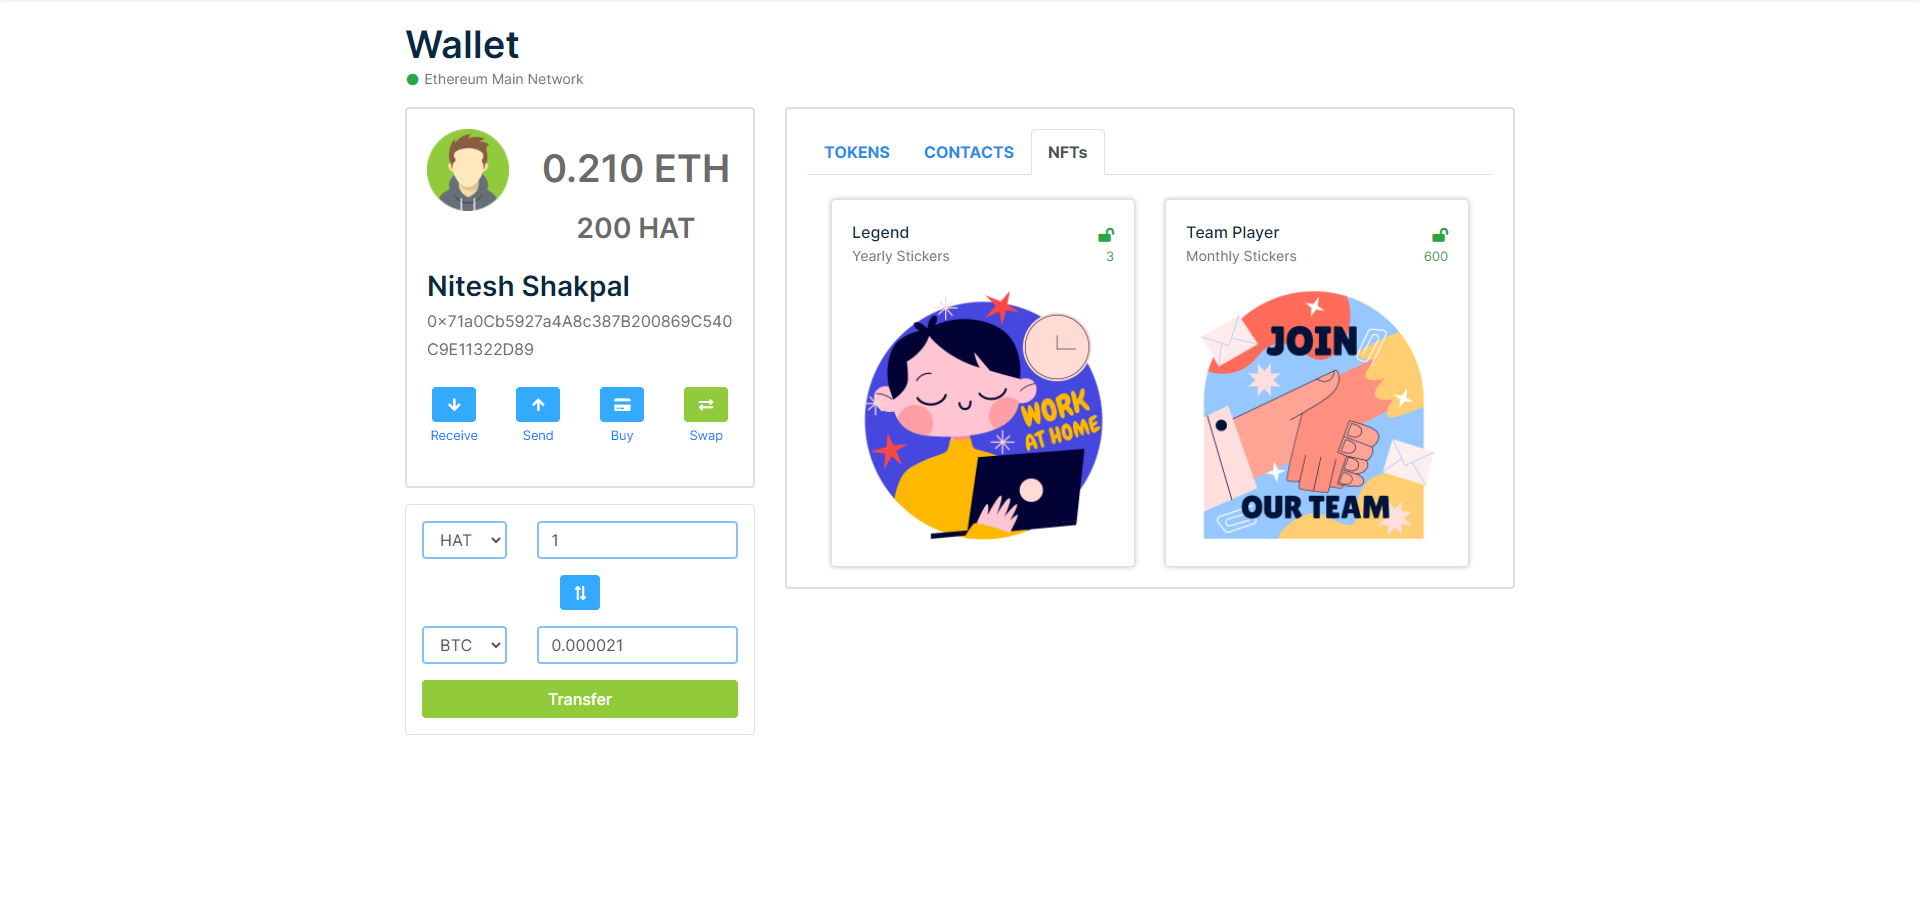 Wallet
Ethereum Main Network
0.210 ETH
200 HAT
Nitesh Shakpal
0x71a0Cb5927a4A8c387B200869C540
C9E11322D89
Receive Send Buy Swap
HAT 1
BTC 0.000021
Transfer
TOKENS CONTACTS NFTs
Legend
Yearly Stickers 3
WORK
AT HOME
Team Player
Monthly Stickers 600
JOIN
OUR TEAM